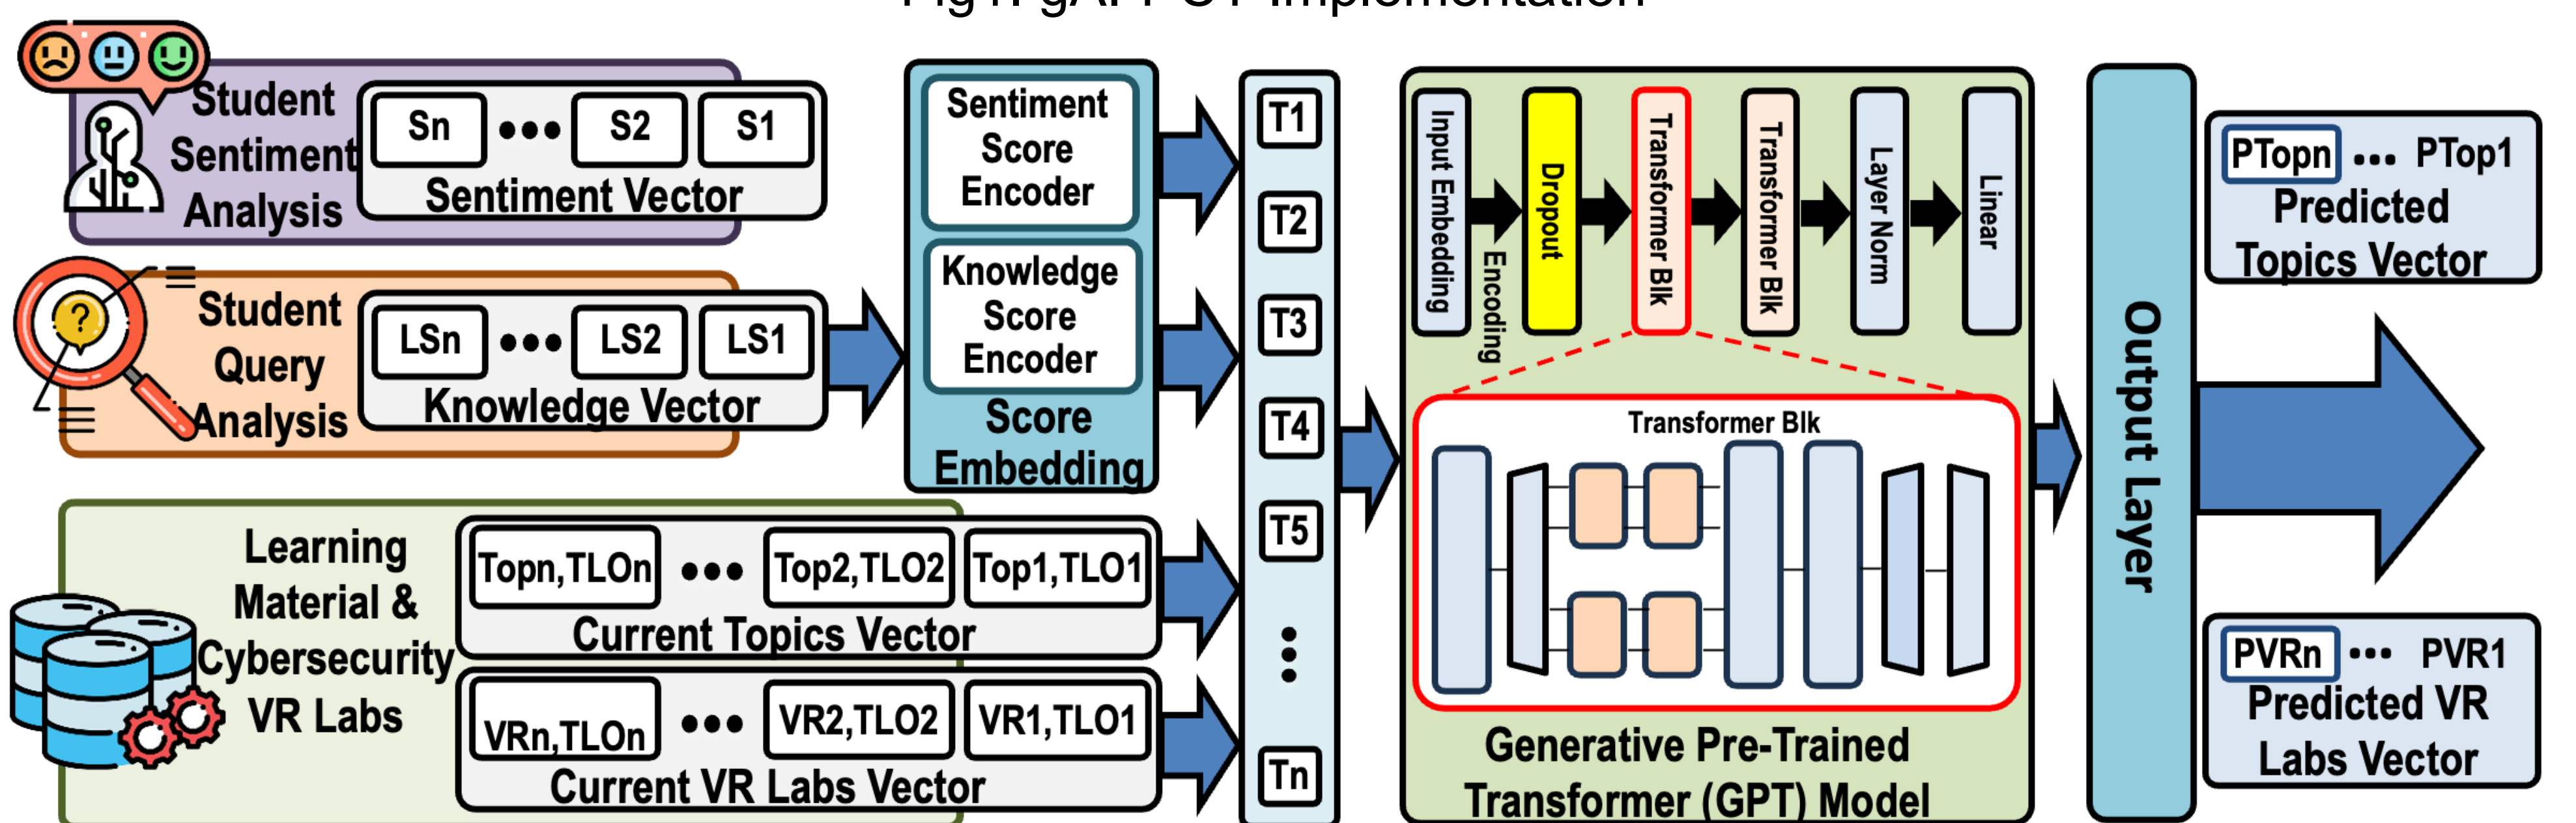 Implementation
Student
Sentiment
Analysis
Sn ••• S2 S1
Sentiment Vector
Student
Query
Analysis
?
LSn ••• LS2 LS1
Knowledge Vector
Learning
Material &
Cybersecurity
VR Labs
Topn,TLOn ••• Top2,TLO2 Top1,TLO1
Current Topics Vector
VRn,TLOn ••• VR2,TLO2 VR1,TLO1
Current VR Labs Vector
Sentiment
Score
Encoder
Knowledge
Score
Encoder
Score
Embedding
T1
T2
T3
T4
T5
Tn
Input Embedding
Encoding
Dropout
Transformer Blk
Transformer Blk
Layer Norm
Linear
Transformer Blk
Generative Pre-Trained
Transformer (GPT) Model
Output Layer
PTopn ... PTop1
Predicted
Topics Vector
PVRn ... PVR1
Predicted VR
Labs Vector